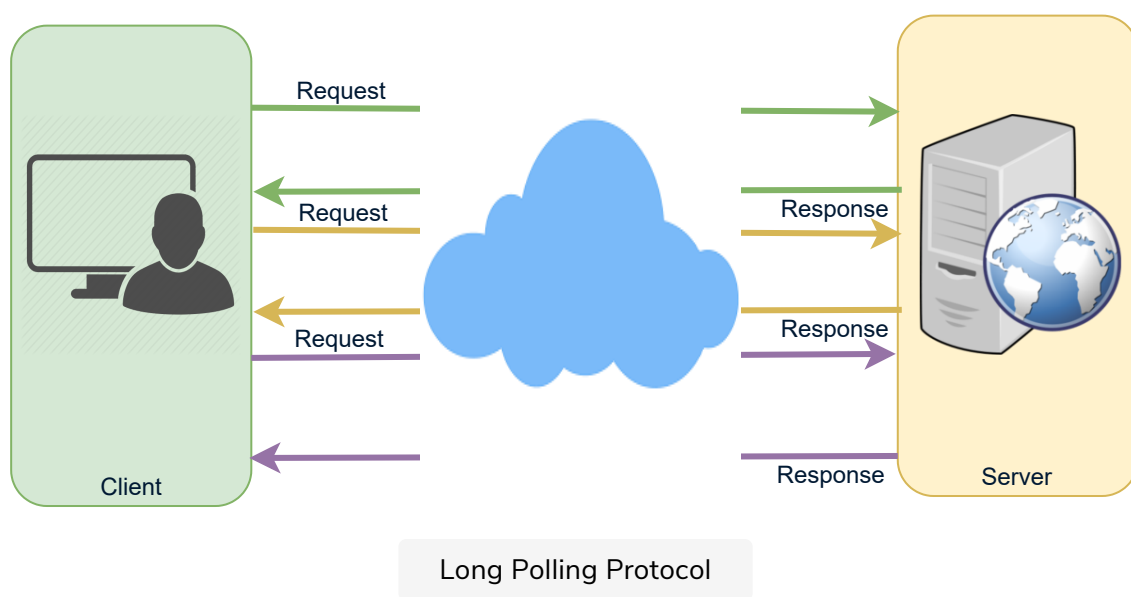 Request
Request
Response
Request
Response
Response
Client
Server
Long Polling Protocol